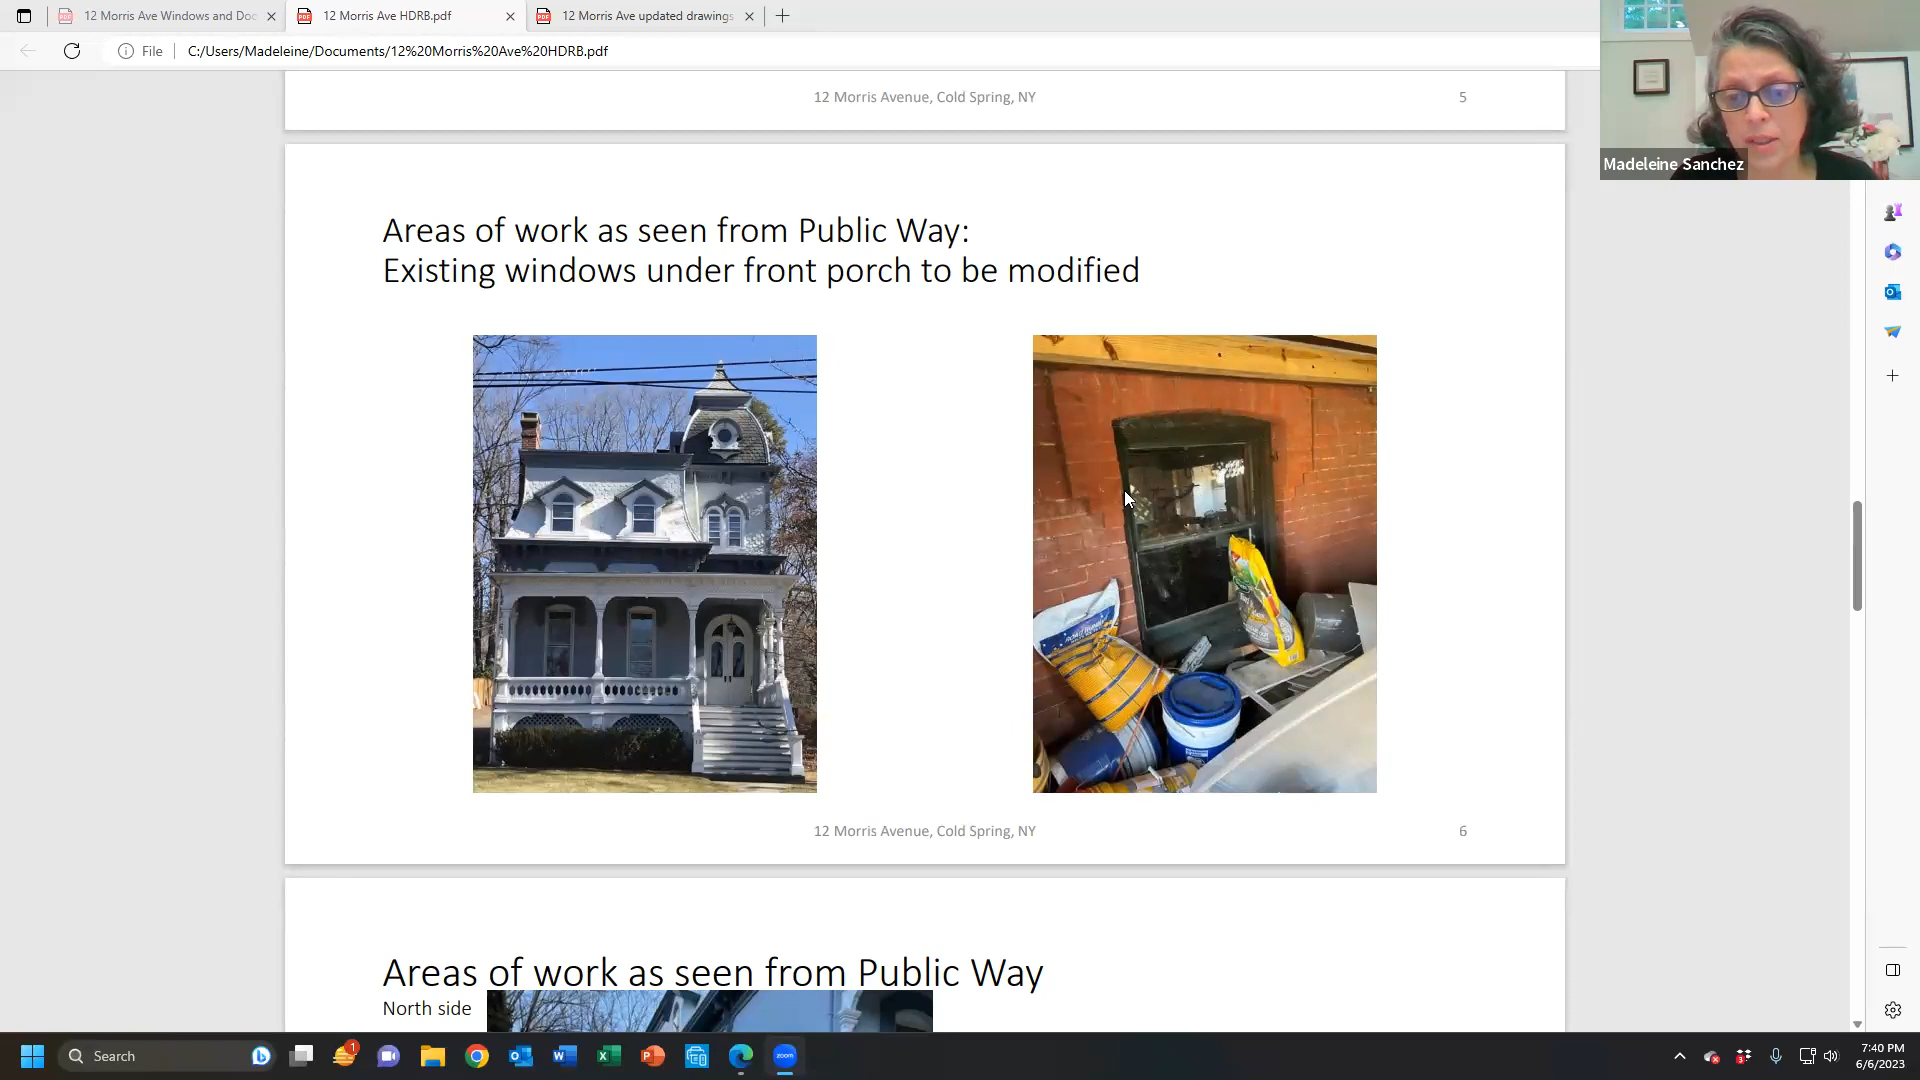 12 Morris Ave Windows and Doo
12 Morris Ave HDRB.pdf
12 Morris Ave updated drawings
File
C:/Users/Madeleine/Documents/12%20Morris%20Ave%20HDRB.pdf
Madeleine Sanchez
12 Morris Avenue, Cold Spring, NY
5
Areas of work as seen from Public Way:
Existing windows under front porch to be modified
12 Morris Avenue, Cold Spring, NY
6
Areas of work as seen from Public Way
North side
Search
1
zoom
7:40 PM
6/6/2023